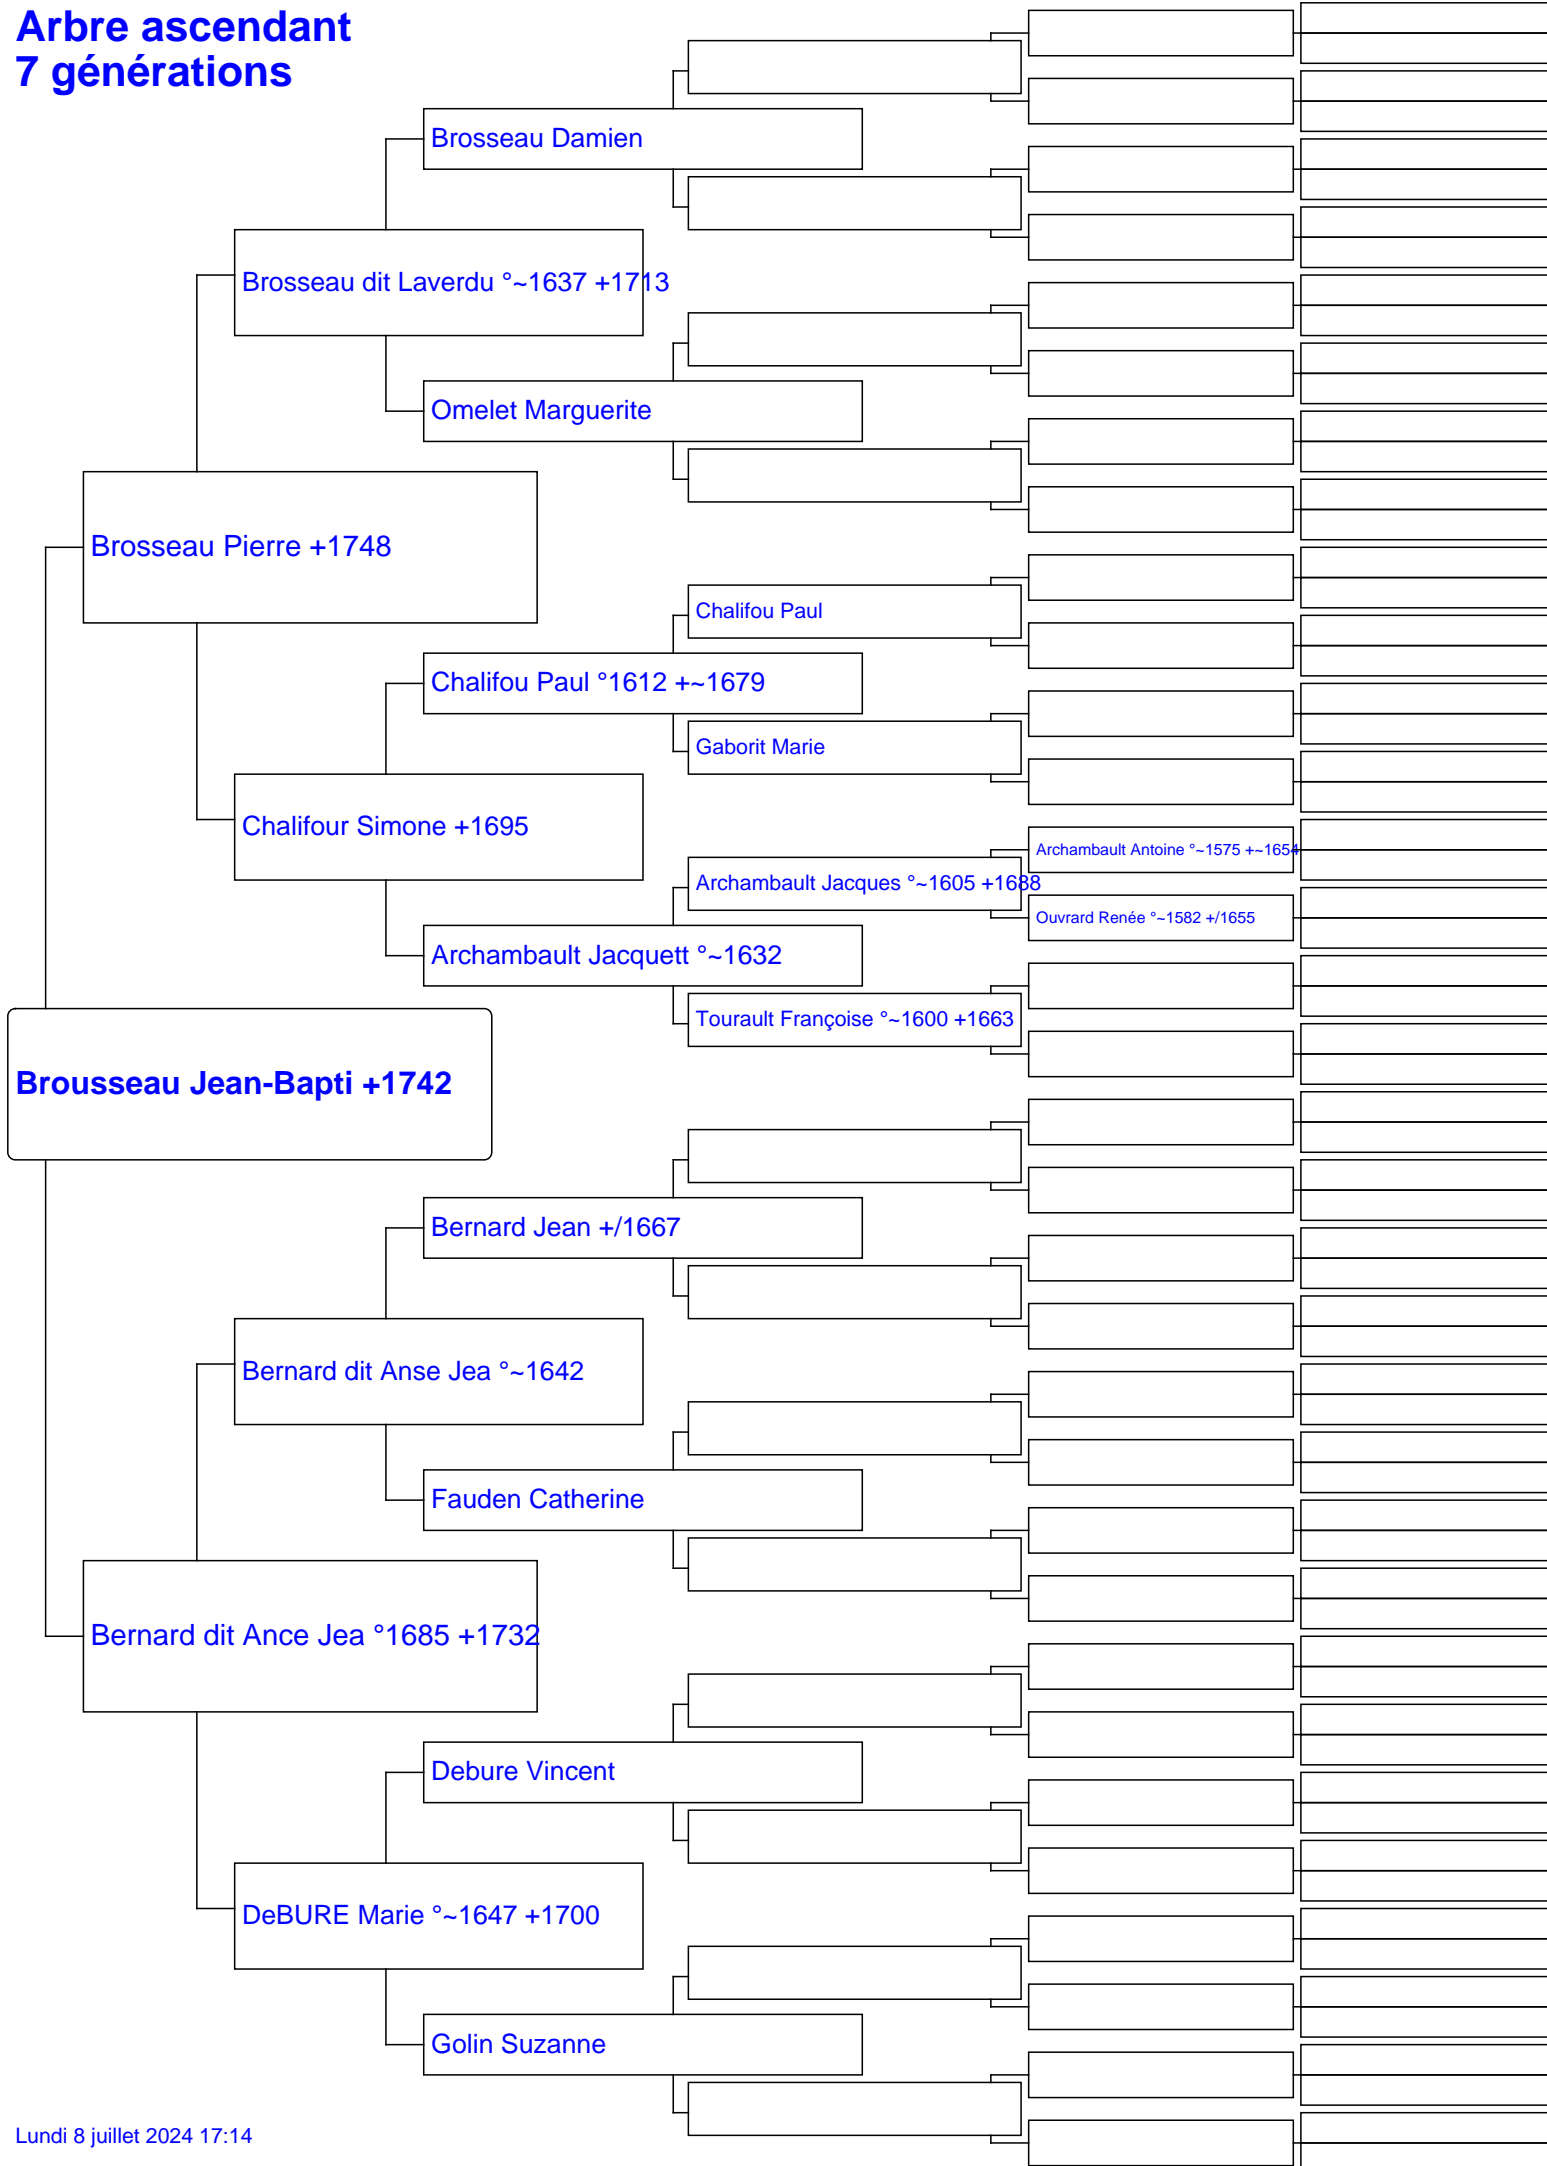 Arbre ascendant
7 générations
Brosseau Damien
Brosseau dit Laverdu °~1637 +1713
Omelet Marguerite
Brosseau Pierre +1748
Chalifou Paul
Chalifou Paul °1612 +~1679
Gaborit Marie
Chalifour Simone +1695
Archambault Antoine °~1575 +~1654
Archambault Jacques °~1605 +1688
Ouvrard Renée °~1582 +/1655
Archambault Jacquett °~1632
Tourault Françoise °~1600 +1663
Brousseau Jean-Bapti +1742
Bernard Jean +/1667
Bernard dit Anse Jea °~1642
Fauden Catherine
Bernard dit Ance Jea °1685 +1732
Debure Vincent
DeBURE Marie °~1647 +1700
Golin Suzanne
Lundi 8 juillet 2024 17:14